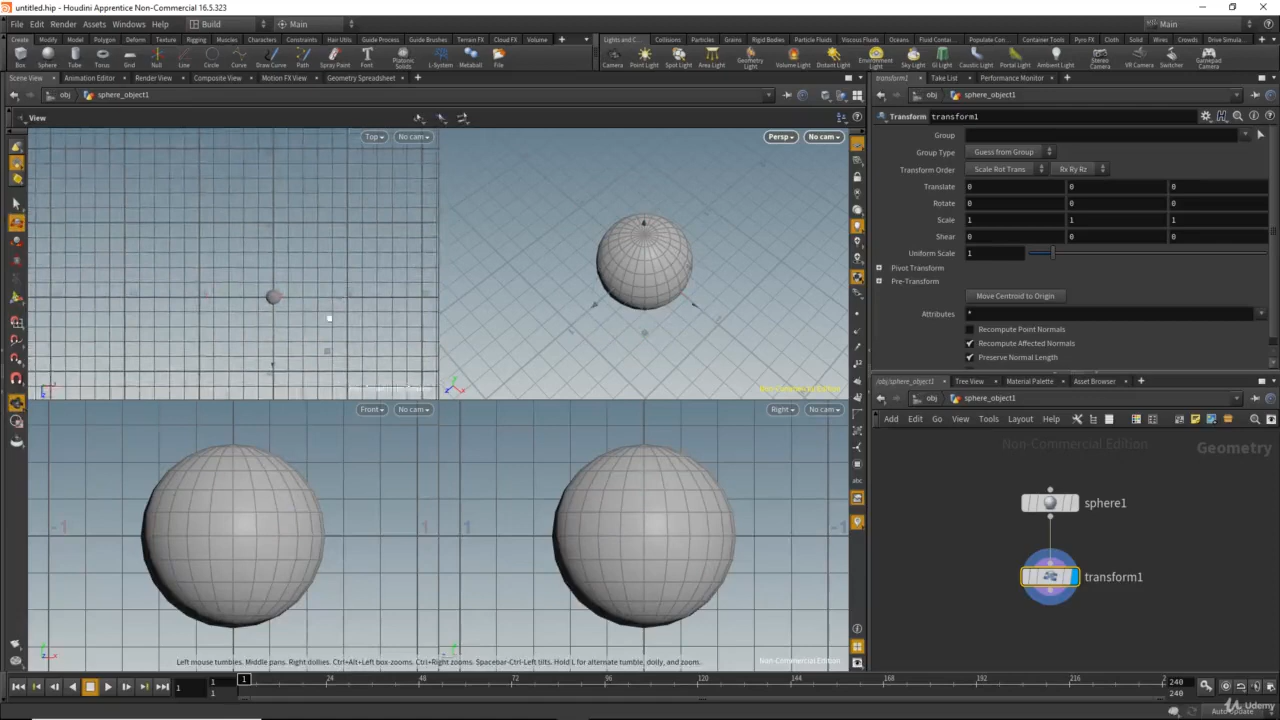 untitled.hip - Houdini Apprentice Non-Commercial 16.5.323
File Edit Render Assets Windows Help Build Main Main
Create Modify Model Polygon Deform Texture Rigging Muscles Characters Constraints Hair Utils Guide Process Guide Brushes Terrain FX Cloud FX Volume Lights and C... Collisions Particles Grains Rigid Bodies Particle Fluids Viscous Fluids Oceans Fluid Contai... Populate Con... Container Tools Pyro FX Cloth Solid Wires Crowds Drive Simula...
Box Sphere Tube Torus Grid Null Line Circle Curve Draw Curve Path Spray Paint Font Platonic Solids L-System Metaball File Camera Point Light Spot Light Area Light Geometry Light Volume Light Distant Light Environment Light Sky Light GI Light Caustic Light Portal Light Ambient Light Stereo Camera VR Camera Switcher Gamepad Camera
Scene View Animation Editor Render View Composite View Motion FX View Geometry Spreadsheet transform1 Take List Performance Monitor
obj sphere_object1 obj sphere_object1
View
Transform transform1
Top No cam Persp No cam
Group
Group Type Guess from Group
Transform Order Scale Rot Trans Rx Ry Rz
Translate 0 0 0
Rotate 0 0 0
Scale 1 1 1
Shear 0 0 0
Uniform Scale 1
Pivot Transform
Pre-Transform
Move Centroid to Origin
Attributes *
Recompute Point Normals
Recompute Affected Normals
Preserve Normal Length
/obj/sphere_object1 Tree View Material Palette Asset Browser
obj sphere_object1
Front No cam Right No cam
Add Edit Go View Tools Layout Help
Non-Commercial Edition Geometry
sphere1
transform1
-1 1 1 -1
abc
Left mouse tumbles. Middle pans. Right dollies. Ctrl+Alt+Left box-zooms. Ctrl+Right zooms. Spacebar-Ctrl-Left tilts. Hold L for alternate tumble, dolly, and zoom. Non-Commercial Edition
1 1 1 1 24 48 72 96 120 144 168 192 216 240 240
Auto Update
Udemy